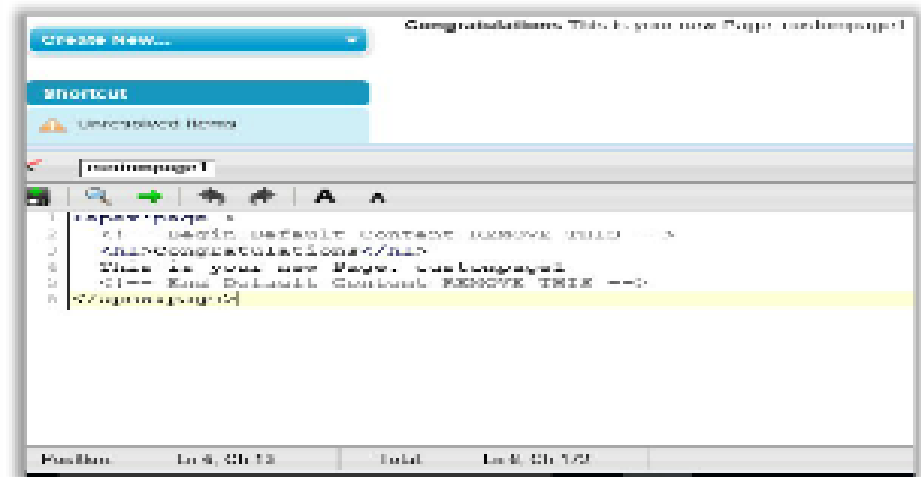 Congratulations This is your new Page: custompage1
Create New...
Shortcut
Unresolved Items
custompage1
A A
1 <apex:page >
2 <!-- Begin Default Content REMOVE THIS -->
3 <h1>Congratulations</h1>
4 This is your new Page: custompage1
5 <!-- End Default Content REMOVE THIS -->
6 </apex:page>
Position: Ln 6, Ch 13 Total: Ln 6, Ch 172